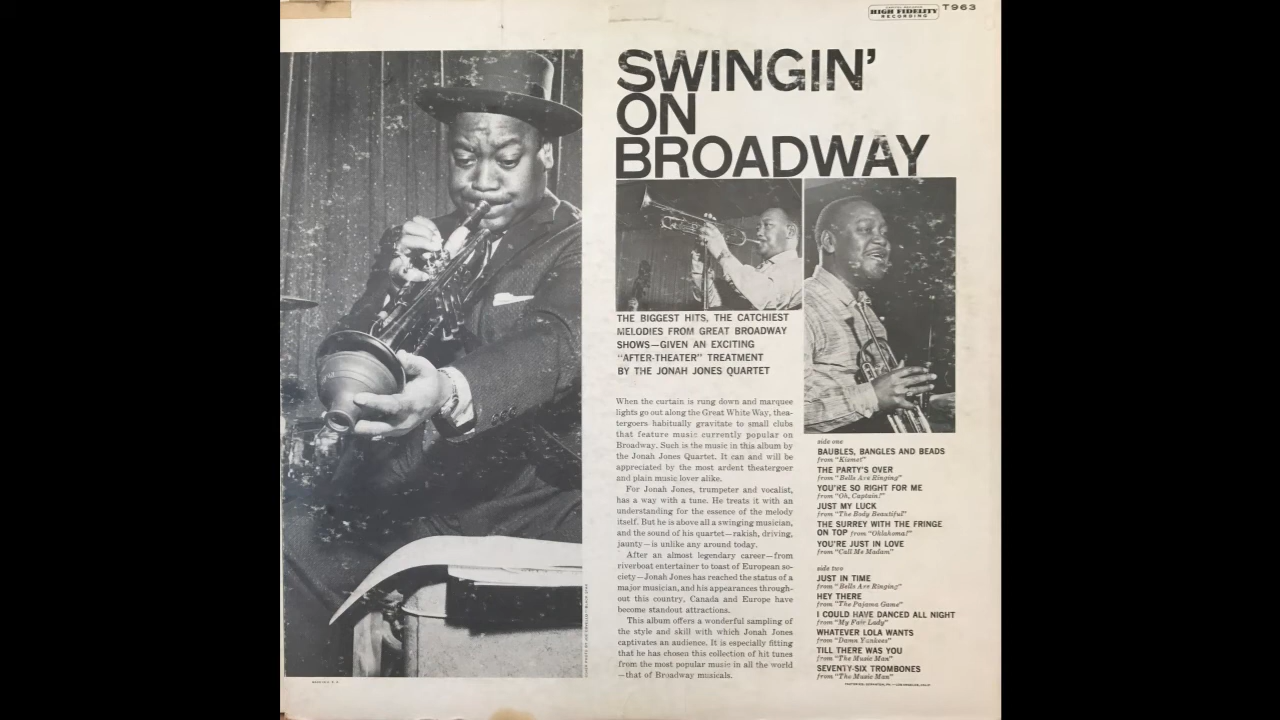 HIGH FIDELITY
RECORDING
T963
SWINGIN'
ON
BROADWAY
THE BIGGEST HITS, THE CATCHIEST
MELODIES FROM GREAT BROADWAY
SHOWS—GIVEN AN EXCITING
"AFTER-THEATER" TREATMENT
BY THE JONAH JONES QUARTET
When the curtain is rung down and marquee
lights go out along the Great White Way, thea-
tergoers habitually gravitate to small clubs
that feature music currently popular on
Broadway. Such is the music in this album by
the Jonah Jones Quartet. It can and will be
appreciated by the most ardent theatergoer
and plain music lover alike.
For Jonah Jones, trumpeter and vocalist,
has a way with a tune. He treats it with an
understanding for the essence of the melody
itself. But he is above all a swinging musician,
and the sound of his quartet—rakish, driving,
jaunty—is unlike any around today.
After an almost legendary career—from
riverboat entertainer to toast of European so-
ciety—Jonah Jones has reached the status of a
major musician, and his appearances through-
out this country, Canada and Europe have
become standout attractions.
This album offers a wonderful sampling of
the style and skill with which Jonah Jones
captivates an audience. It is especially fitting
that he has chosen this collection of hit tunes
from the most popular music in all the world
—that of Broadway musicals.
side one
BAUBLES, BANGLES AND BEADS
from "Kismet"
THE PARTY'S OVER
from "Bells Are Ringing"
YOU'RE SO RIGHT FOR ME
from "Oh, Captain!"
JUST MY LUCK
from "The Body Beautiful"
THE SURREY WITH THE FRINGE
ON TOP from "Oklahoma!"
YOU'RE JUST IN LOVE
from "Call Me Madam"
side two
JUST IN TIME
from "Bells Are Ringing"
HEY THERE
from "The Pajama Game"
I COULD HAVE DANCED ALL NIGHT
from "My Fair Lady"
WHATEVER LOLA WANTS
from "Damn Yankees"
TILL THERE WAS YOU
from "The Music Man"
SEVENTY-SIX TROMBONES
from "The Music Man"